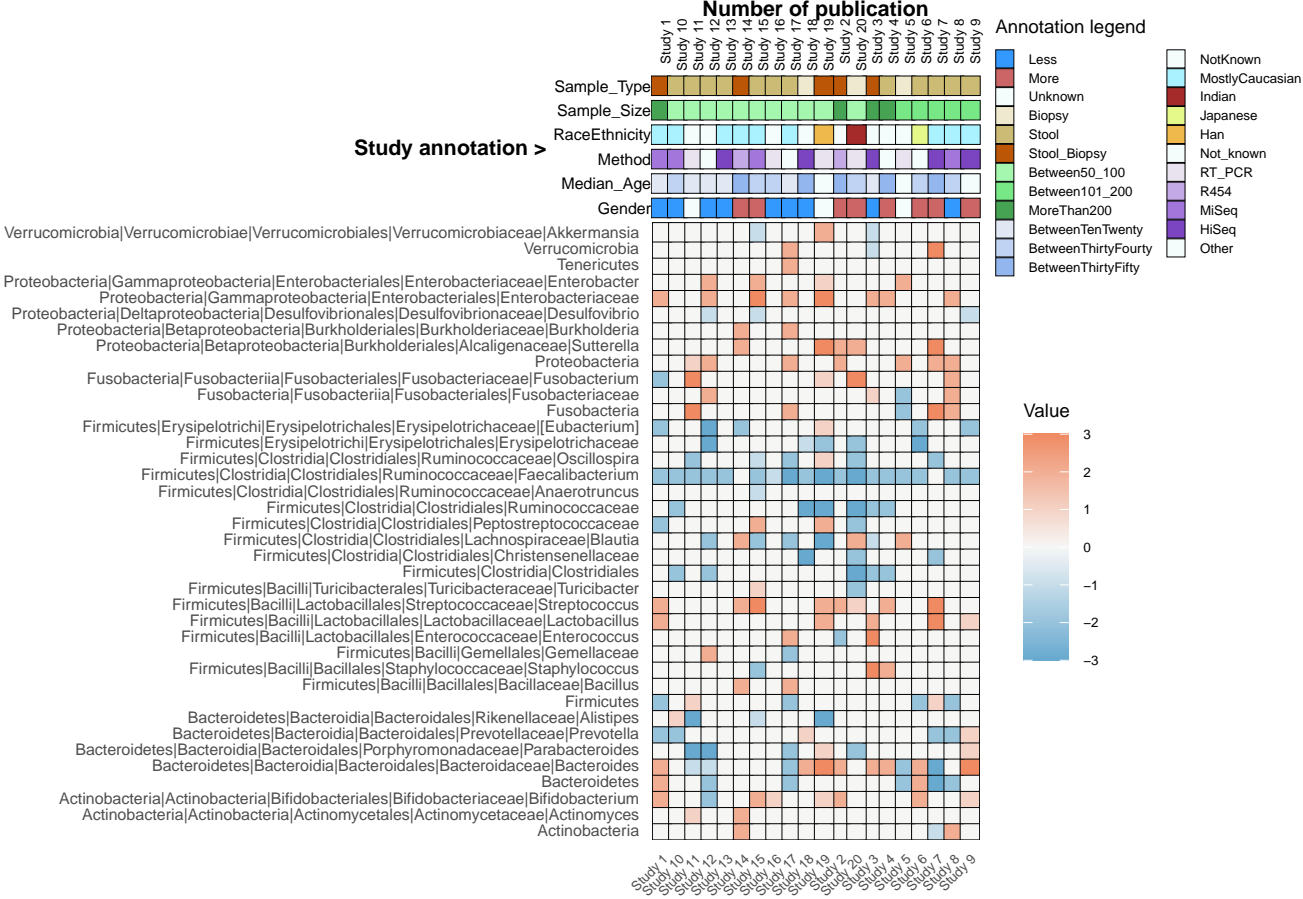 Number of publication
Study 1
Study 10
Study 11
Study 12
Study 13
Study 14
Study 15
Study 16
Study 17
Study 18
Study 19
Study 2
Study 20
Study 3
Study 4
Study 5
Study 6
Study 7
Study 8
Study 9
Study annotation >
Sample_Type
Sample_Size
RaceEthnicity
Method
Median_Age
Gender
Verrucomicrobia|Verrucomicrobiae|Verrucomicrobiales|Verrucomicrobiaceae|Akkermansia
Verrucomicrobia
Tenericutes
Proteobacteria|Gammaproteobacteria|Enterobacteriales|Enterobacteriaceae|Enterobacter
Proteobacteria|Gammaproteobacteria|Enterobacteriales|Enterobacteriaceae
Proteobacteria|Deltaproteobacteria|Desulfovibrionales|Desulfovibrionaceae|Desulfovibrio
Proteobacteria|Betaproteobacteria|Burkholderiales|Burkholderiaceae|Burkholderia
Proteobacteria|Betaproteobacteria|Burkholderiales|Alcaligenaceae|Sutterella
Proteobacteria
Fusobacteria|Fusobacteriia|Fusobacteriales|Fusobacteriaceae|Fusobacterium
Fusobacteria|Fusobacteriia|Fusobacteriales|Fusobacteriaceae
Fusobacteria
Firmicutes|Erysipelotrichi|Erysipelotrichales|Erysipelotrichaceae|[Eubacterium]
Firmicutes|Erysipelotrichi|Erysipelotrichales|Erysipelotrichaceae
Firmicutes|Clostridia|Clostridiales|Ruminococcaceae|Oscillospira
Firmicutes|Clostridia|Clostridiales|Ruminococcaceae|Faecalibacterium
Firmicutes|Clostridia|Clostridiales|Ruminococcaceae|Anaerotruncus
Firmicutes|Clostridia|Clostridiales|Ruminococcaceae
Firmicutes|Clostridia|Clostridiales|Peptostreptococcaceae
Firmicutes|Clostridia|Clostridiales|Lachnospiraceae|Blautia
Firmicutes|Clostridia|Clostridiales|Christensenellaceae
Firmicutes|Clostridia|Clostridiales
Firmicutes|Bacilli|Turicibacterales|Turicibacteraceae|Turicibacter
Firmicutes|Bacilli|Lactobacillales|Streptococcaceae|Streptococcus
Firmicutes|Bacilli|Lactobacillales|Lactobacillaceae|Lactobacillus
Firmicutes|Bacilli|Lactobacillales|Enterococcaceae|Enterococcus
Firmicutes|Bacilli|Gemellales|Gemellaceae
Firmicutes|Bacilli|Bacillales|Staphylococcaceae|Staphylococcus
Firmicutes|Bacilli|Bacillales|Bacillaceae|Bacillus
Firmicutes
Bacteroidetes|Bacteroidia|Bacteroidales|Rikenellaceae|Alistipes
Bacteroidetes|Bacteroidia|Bacteroidales|Prevotellaceae|Prevotella
Bacteroidetes|Bacteroidia|Bacteroidales|Porphyromonadaceae|Parabacteroides
Bacteroidetes|Bacteroidia|Bacteroidales|Bacteroidaceae|Bacteroides
Bacteroidetes
Actinobacteria|Actinobacteria|Bifidobacteriales|Bifidobacteriaceae|Bifidobacterium
Actinobacteria|Actinobacteria|Actinomycetales|Actinomycetaceae|Actinomyces
Actinobacteria
Study 1
Study 10
Study 11
Study 12
Study 13
Study 14
Study 15
Study 16
Study 17
Study 18
Study 19
Study 2
Study 20
Study 3
Study 4
Study 5
Study 6
Study 7
Study 8
Study 9
Annotation legend
Less
More
Unknown
Biopsy
Stool
Stool_Biopsy
Between50_100
Between101_200
MoreThan200
BetweenTenTwenty
BetweenThirtyFourty
BetweenThirtyFifty
NotKnown
MostlyCaucasian
Indian
Japanese
Han
Not_known
RT_PCR
R454
MiSeq
HiSeq
Other
Value
3
2
1
0
−1
−2
−3